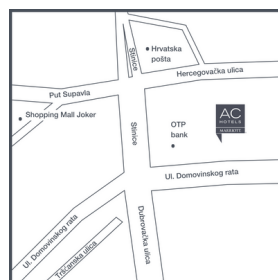 Stinice
Hrvatska
pošta
Hercegovačka ulica
Put Supavla
Shopping Mall Joker
Stinice
OTP
bank
AC
HOTELS
MARRIOTT
Ul. Domovinskog rata
Ul. Domovinskog rata
Dubrovačka ulica
Tršćanska ulica